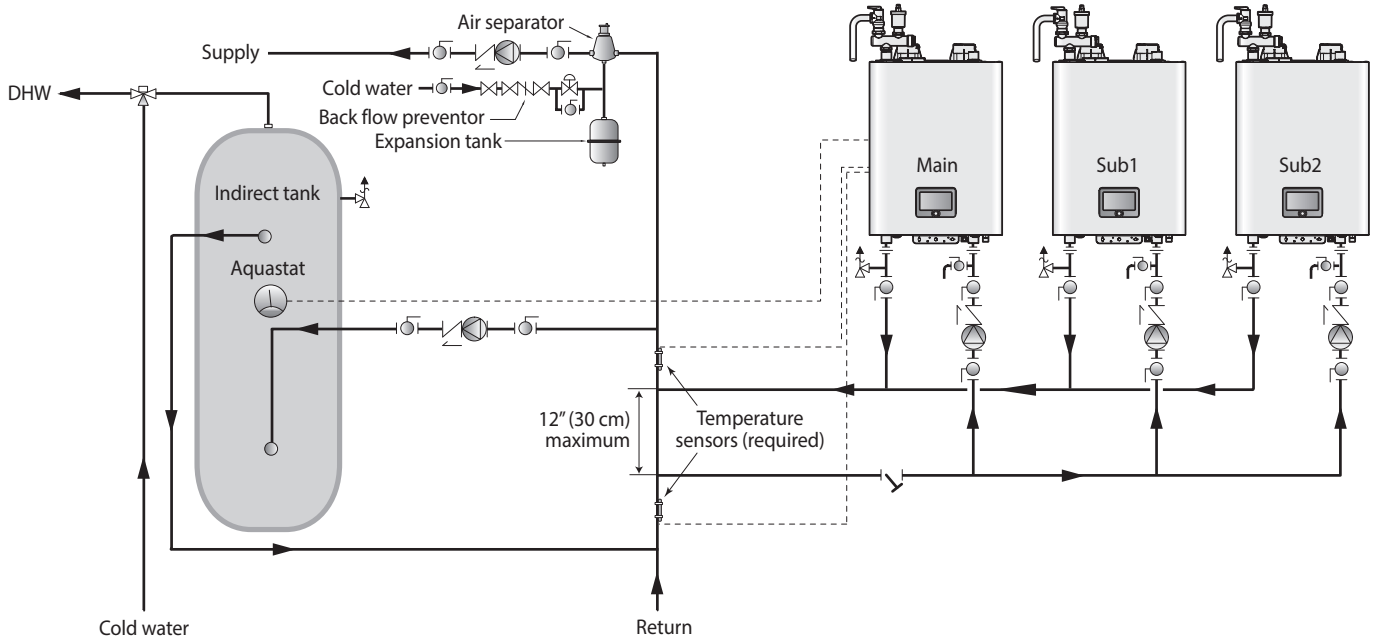 Air separator
Supply
Cold water
DHW
Back flow preventor
Expansion tank
Main
Sub1
Sub2
Indirect tank
Aquastat
12” (30 cm)
maximum
Temperature
sensors (required)
Cold water
Return